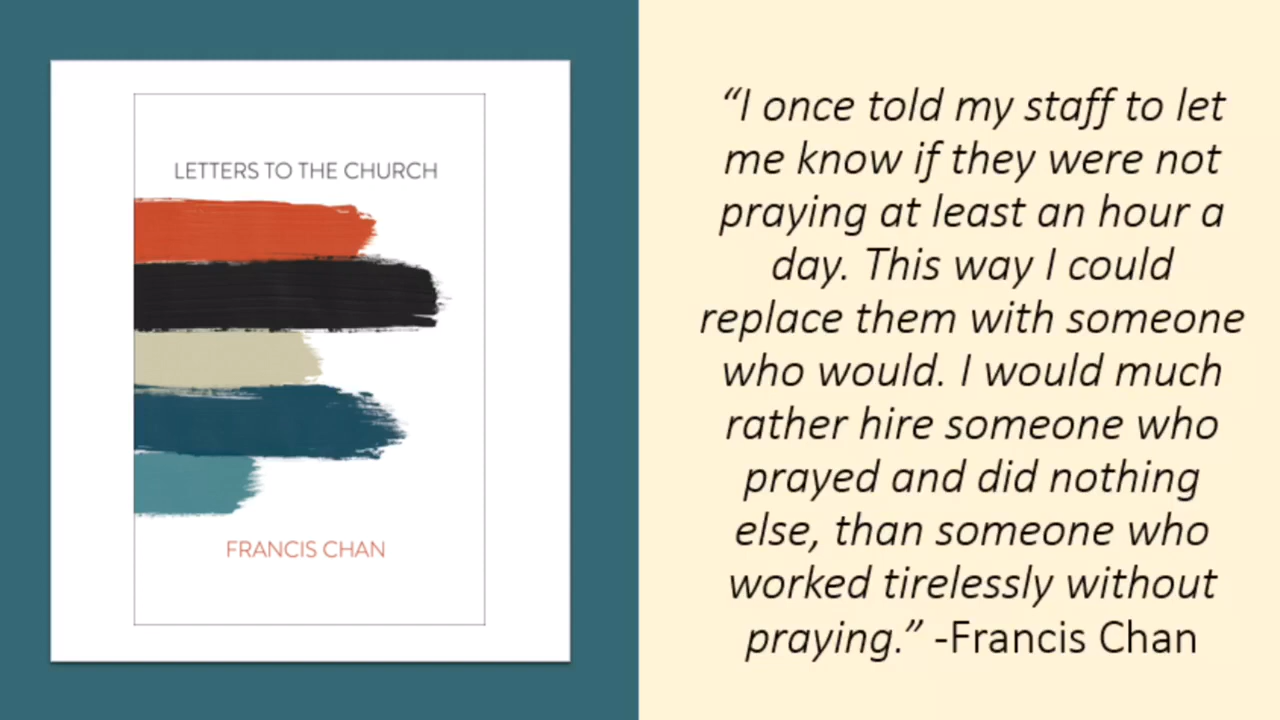 LETTERS TO THE CHURCH
FRANCIS CHAN
“I once told my staff to let
me know if they were not
praying at least an hour a
day. This way I could
replace them with someone
who would. I would much
rather hire someone who
prayed and did nothing
else, than someone who
worked tirelessly without
praying.” -Francis Chan